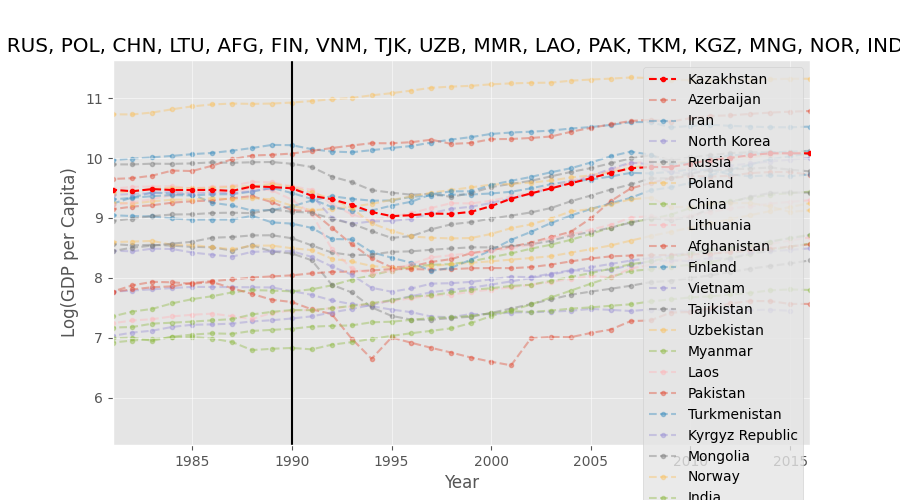 RUS, POL, CHN, LTU, AFG, FIN, VNM, TJK, UZB, MMR, LAO, PAK, TKM, KGZ, MNG, NOR, IND
Log(GDP per Capita)
11
10
9
8
7
6
Kazakhstan
Azerbaijan
Iran
North Korea
Russia
Poland
China
Lithuania
Afghanistan
Finland
Vietnam
Tajikistan
Uzbekistan
Myanmar
Laos
Pakistan
Turkmenistan
Kyrgyz Republic
Mongolia
Norway
India
1985 1990 1995 2000 2005 2010 2015
Year